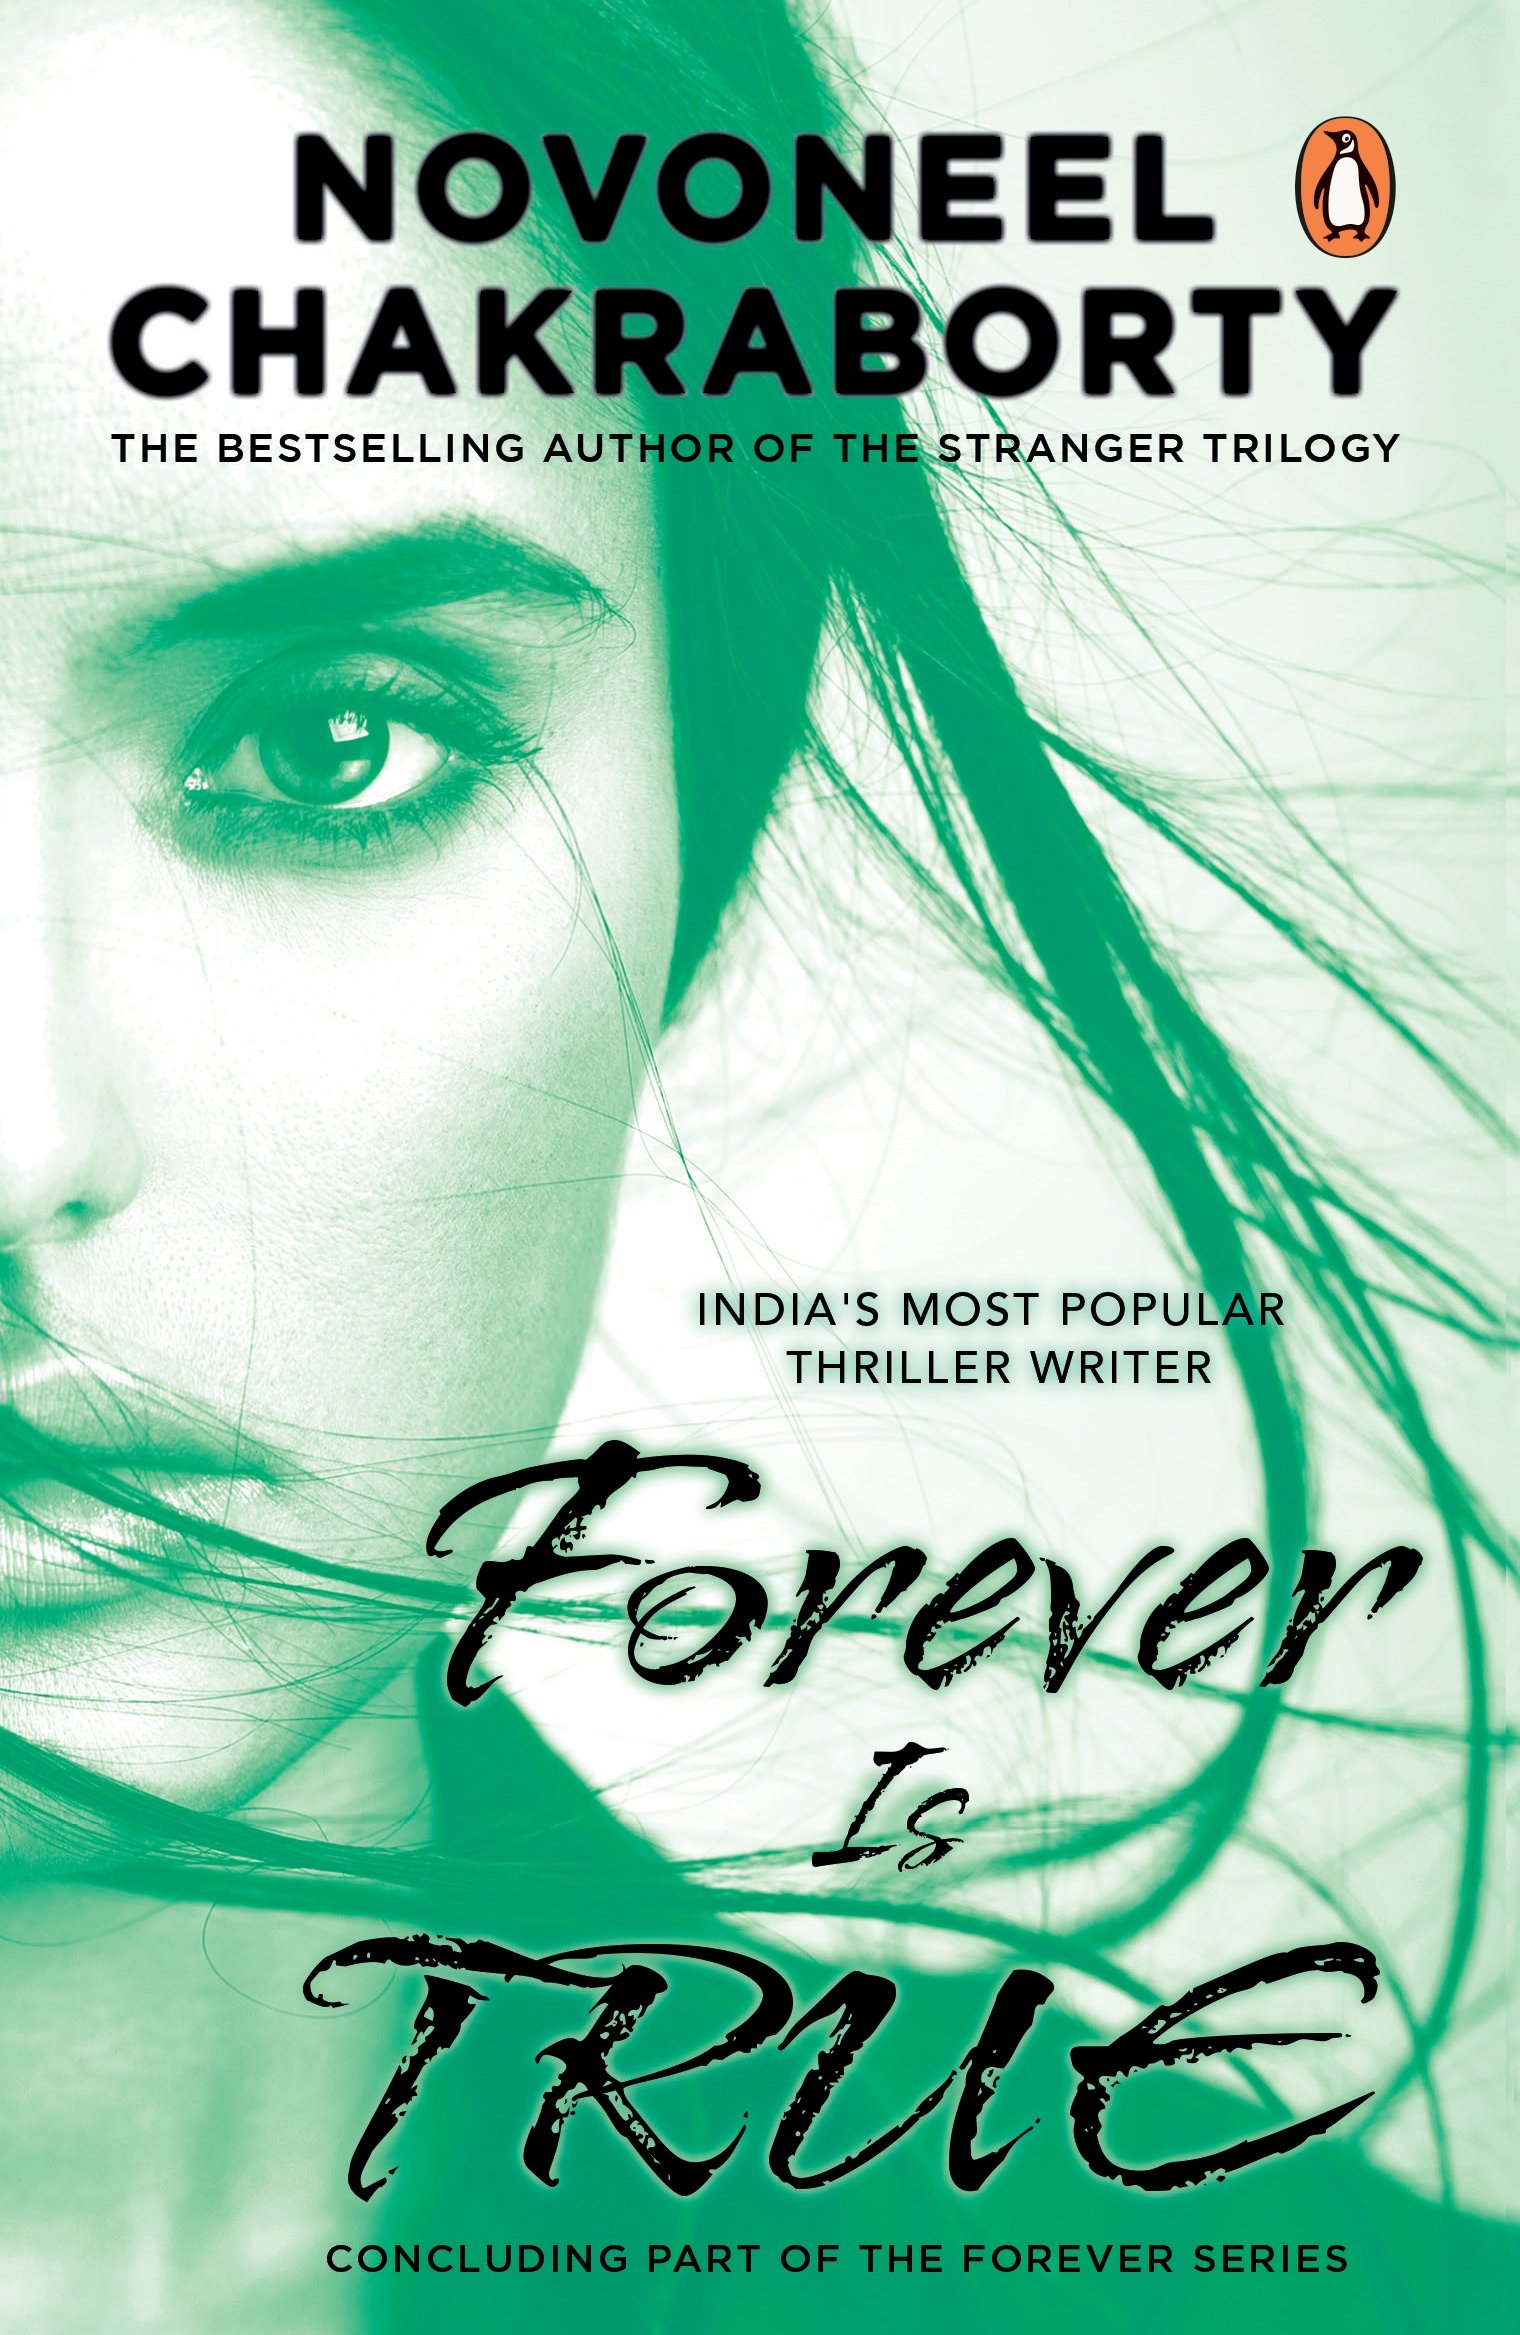 NOVONEEL
CHAKRABORTY
THE BESTSELLING AUTHOR OF THE STRANGER TRILOGY
INDIA'S MOST POPULAR
THRILLER WRITER
Forever
Is
TRUE
CONCLUDING PART OF THE FOREVER SERIES